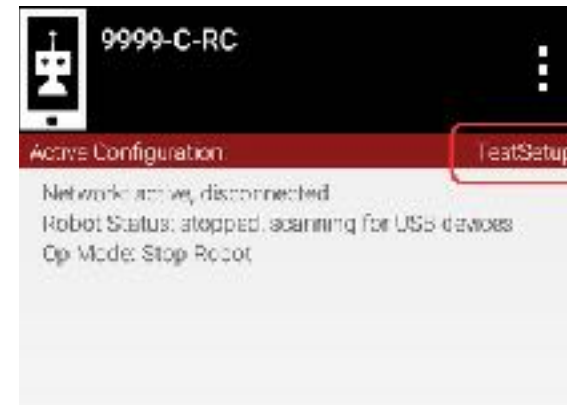 9999-C-RC
Active Configuration: TestSetup
Network: active, disconnected
Robot Status: stopped, scanning for USB devices
Op Mode: Stop Robot